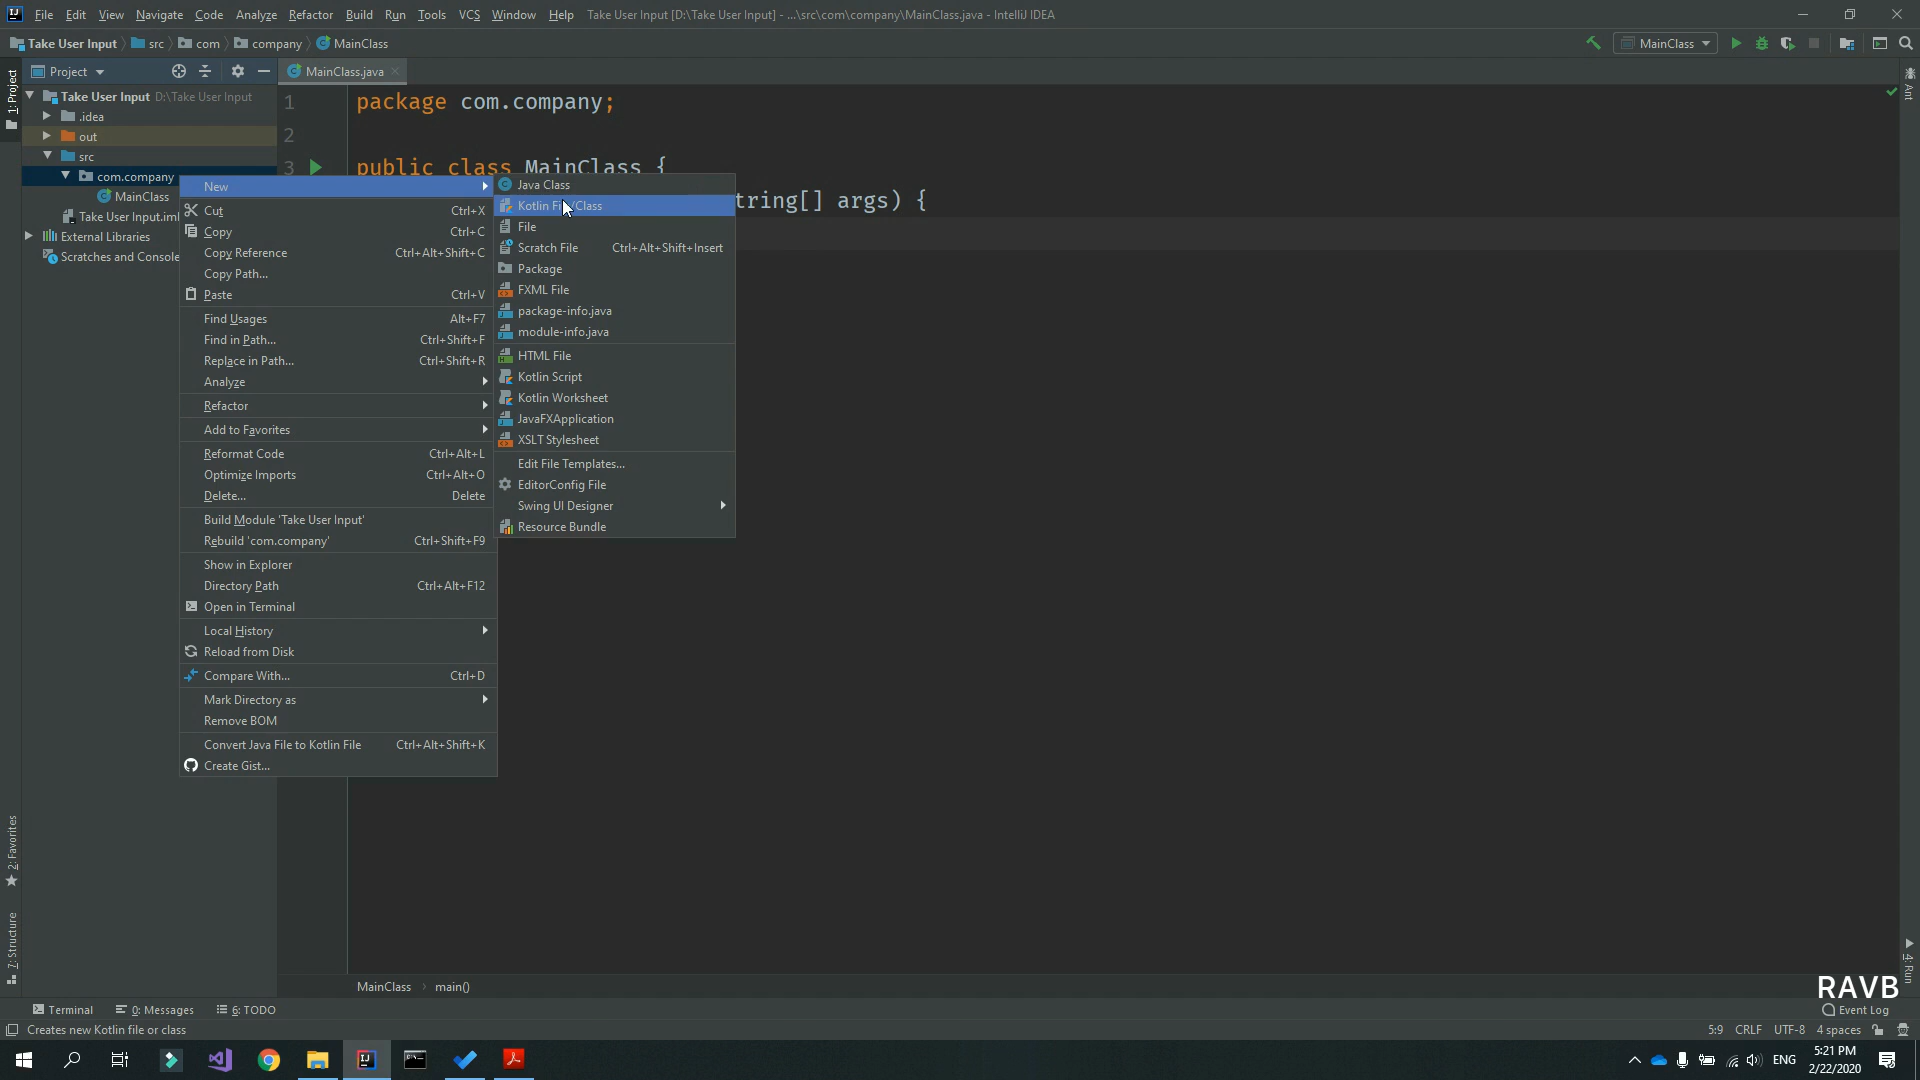 File Edit View Navigate Code Analyze Refactor Build Run Tools VCS Window Help Take User Input [D:\Take User Input] - ...\src\com\company\MainClass.java - IntelliJ IDEA
Take User Input src com company MainClass
MainClass
1: Project
Project
MainClass.java
Ant
Take User Input D:\Take User Input
.idea
out
src
com.company
MainClass
Take User Input.iml
External Libraries
Scratches and Console
1 package com.company;
2
3 public class MainClass {
tring[] args) {
New
Cut Ctrl+X
Copy Ctrl+C
Copy Reference Ctrl+Alt+Shift+C
Copy Path...
Paste Ctrl+V
Find Usages Alt+F7
Find in Path... Ctrl+Shift+F
Replace in Path... Ctrl+Shift+R
Analyze
Refactor
Add to Favorites
Reformat Code Ctrl+Alt+L
Optimize Imports Ctrl+Alt+O
Delete... Delete
Build Module 'Take User Input'
Rebuild 'com.company' Ctrl+Shift+F9
Show in Explorer
Directory Path Ctrl+Alt+F12
Open in Terminal
Local History
Reload from Disk
Compare With... Ctrl+D
Mark Directory as
Remove BOM
Convert Java File to Kotlin File Ctrl+Alt+Shift+K
Create Gist...
Java Class
Kotlin File/Class
File
Scratch File Ctrl+Alt+Shift+Insert
Package
FXML File
package-info.java
module-info.java
HTML File
Kotlin Script
Kotlin Worksheet
JavaFXApplication
XSLT Stylesheet
Edit File Templates...
EditorConfig File
Swing UI Designer
Resource Bundle
2: Favorites
7: Structure
4: Run
MainClass main()
RAVB
Terminal 0: Messages 6: TODO Event Log
Creates new Kotlin file or class 5:9 CRLF UTF-8 4 spaces
ENG 5:21 PM
2/22/2020